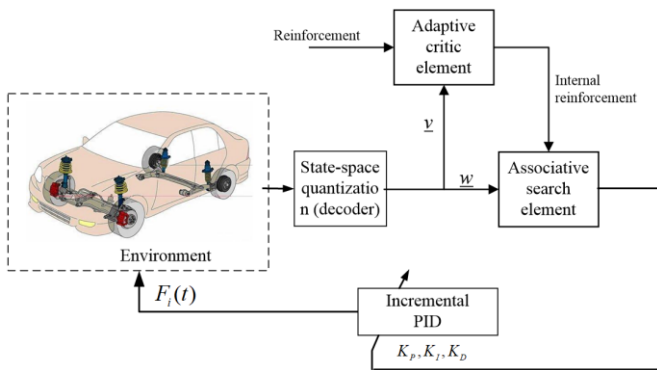 Reinforcement
Adaptive
critic
element
Internal
reinforcement
v
State-space
quantizatio
n (decoder)
w
Associative
search
element
Environment
F_i(t)
Incremental
PID
K_P, K_I, K_D